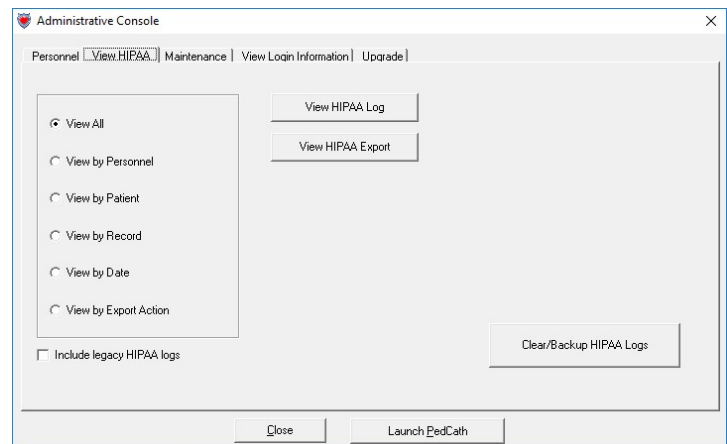 Administrative Console
Personnel View HIPAA Maintenance View Login Information Upgrade
View All
View by Personnel
View by Patient
View by Record
View by Date
View by Export Action
Include legacy HIPAA logs
View HIPAA Log
View HIPAA Export
Clear/Backup HIPAA Logs
Close Launch PedCath